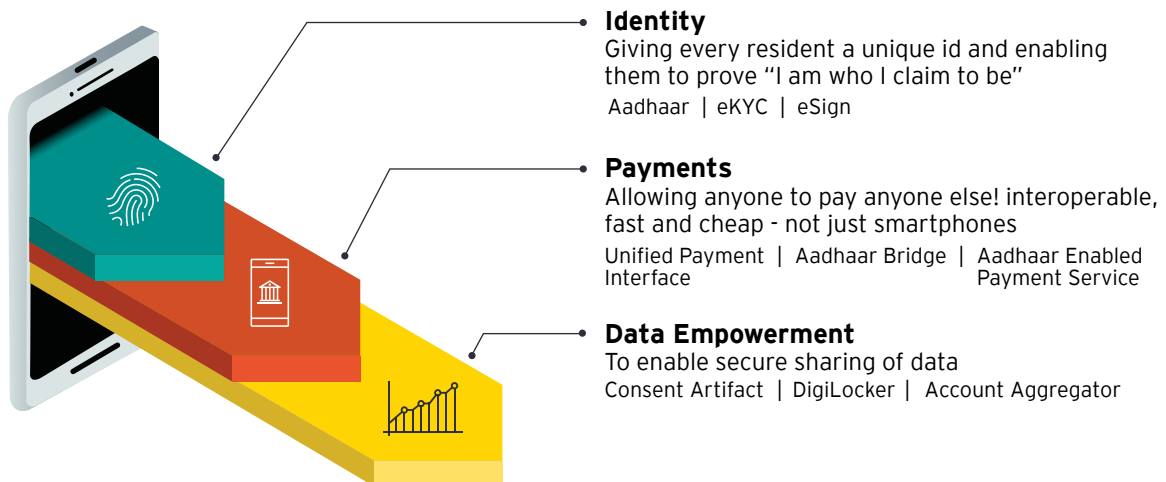 Identity
Giving every resident a unique id and enabling
them to prove “I am who I claim to be”
Aadhaar | eKYC | eSign
Payments
Allowing anyone to pay anyone else! interoperable,
fast and cheap - not just smartphones
Unified Payment | Aadhaar Bridge | Aadhaar Enabled
Interface Payment Service
Data Empowerment
To enable secure sharing of data
Consent Artifact | DigiLocker | Account Aggregator